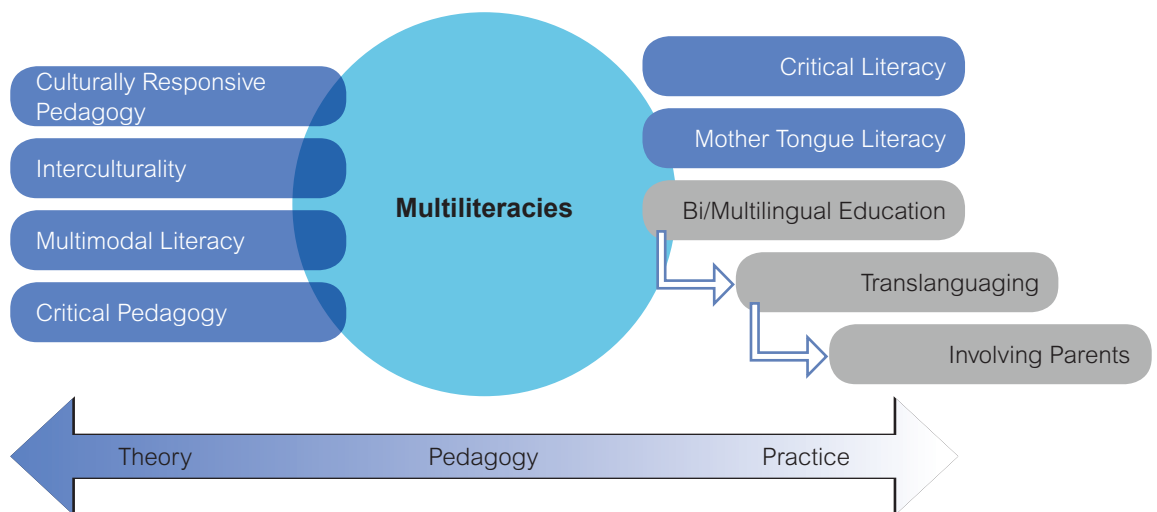 Culturally Responsive
Pedagogy
Interculturality
Multimodal Literacy
Critical Pedagogy
Multiliteracies
Critical Literacy
Mother Tongue Literacy
Bi/Multilingual Education
Translanguaging
Involving Parents
Theory
Pedagogy
Practice